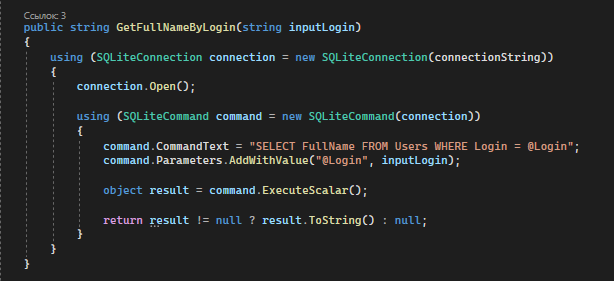 Ссылок: 3
public string GetFullNameByLogin(string inputLogin)
{
using (SQLiteConnection connection = new SQLiteConnection(connectionString))
{
connection.Open();
using (SQLiteCommand command = new SQLiteCommand(connection))
{
command.CommandText = "SELECT FullName FROM Users WHERE Login = @Login";
command.Parameters.AddWithValue("@Login", inputLogin);
object result = command.ExecuteScalar();
return result != null ? result.ToString() : null;
}
}
}